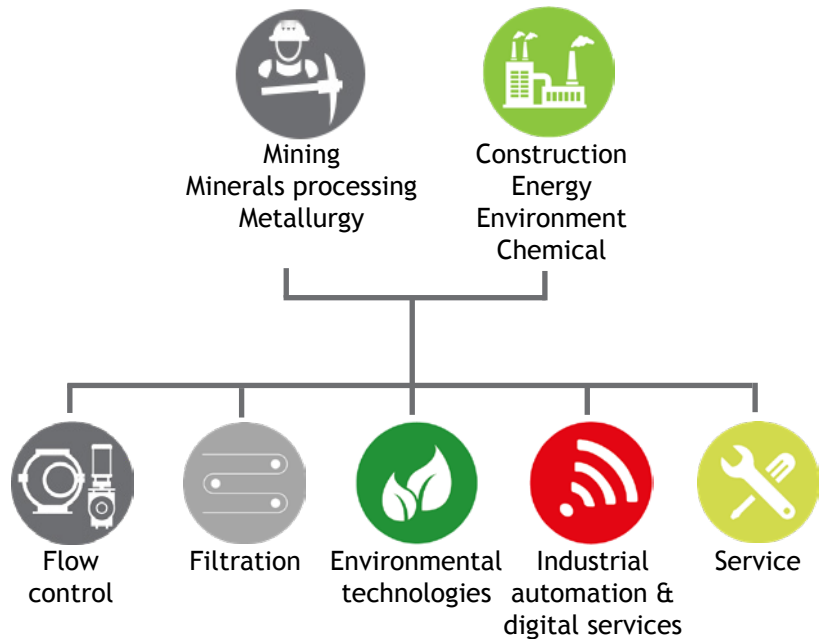 Mining
Minerals processing
Metallurgy
Construction
Energy
Environment
Chemical
Flow
control
Filtration
Environmental
technologies
Industrial
automation &
digital services
Service